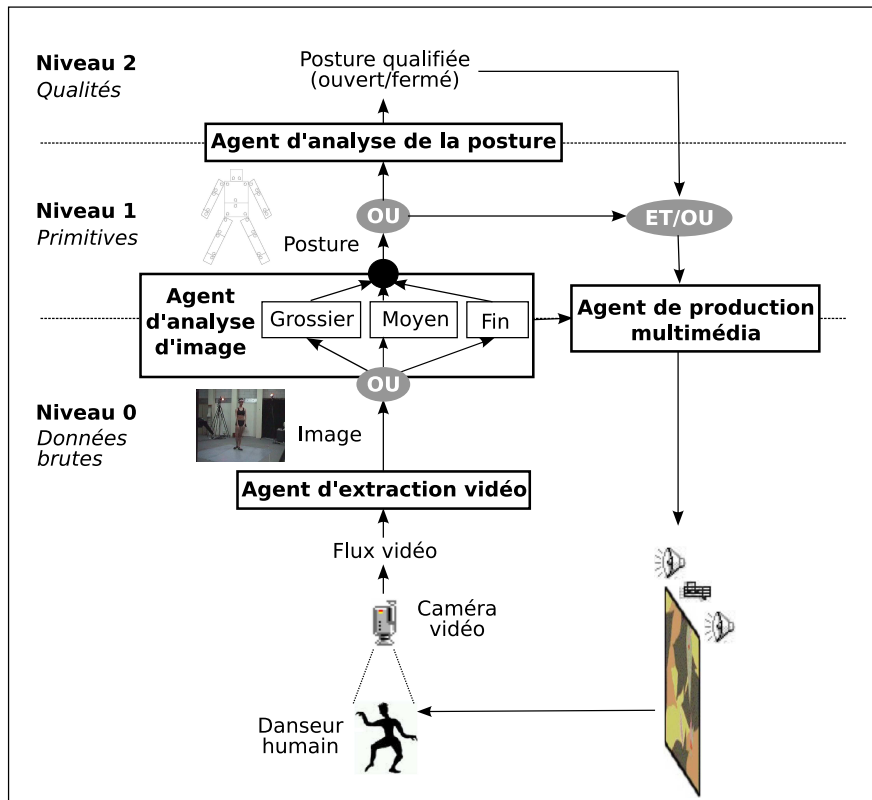 Niveau 2
Qualités
Posture qualifiée
(ouvert/fermé)
Agent d'analyse de la posture
Niveau 1
Primitives
OU
ET/OU
Posture
Agent
d'analyse
d'image
Grossier
Moyen
Fin
Agent de production
multimédia
OU
Niveau 0
Données
brutes
Image
Agent d'extraction vidéo
Flux vidéo
Caméra
vidéo
Danseur
humain